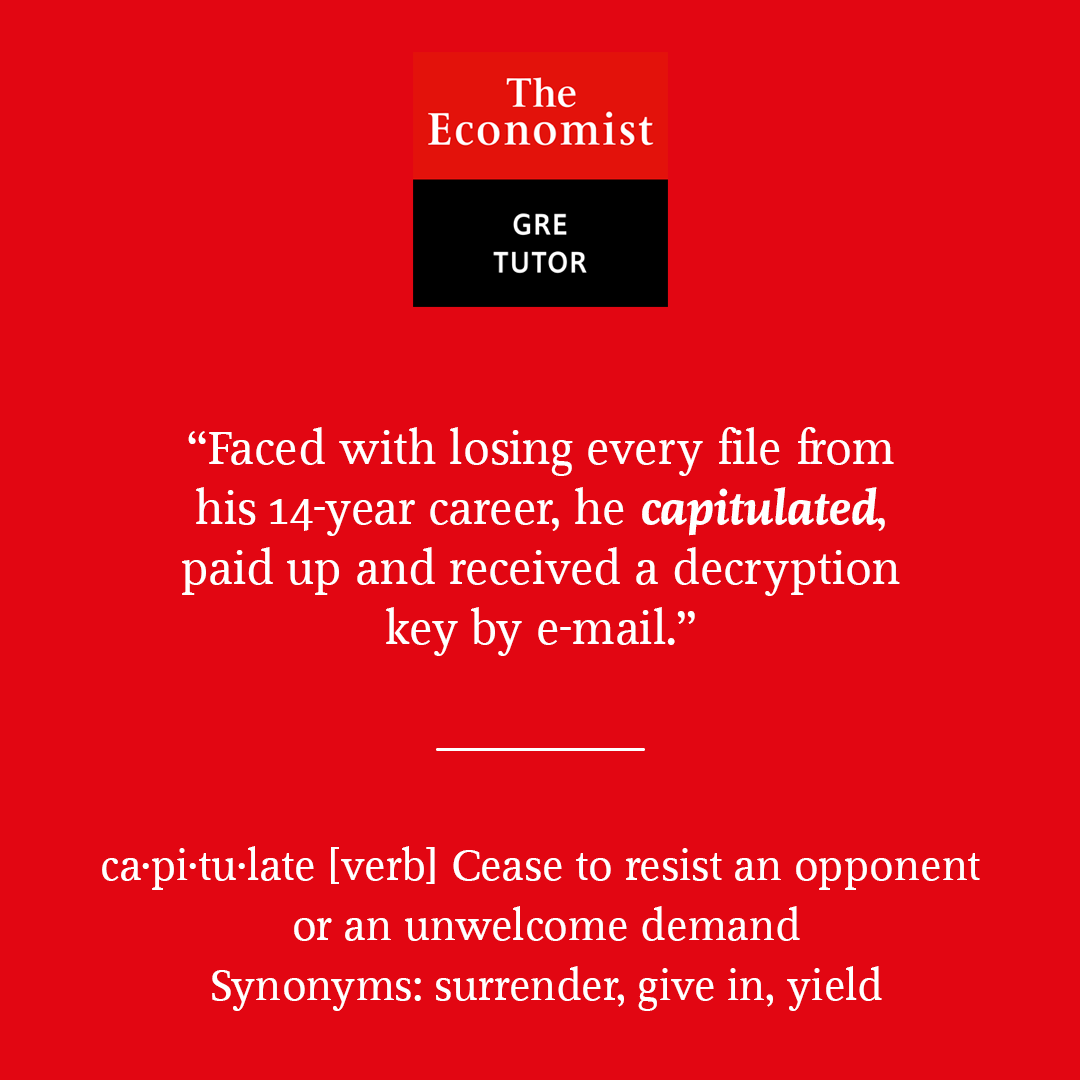 The
Economist
GRE
TUTOR
“Faced with losing every file from
his 14-year career, he capitulated,
paid up and received a decryption
key by e-mail.”
ca·pi·tu·late [verb] Cease to resist an opponent
or an unwelcome demand
Synonyms: surrender, give in, yield